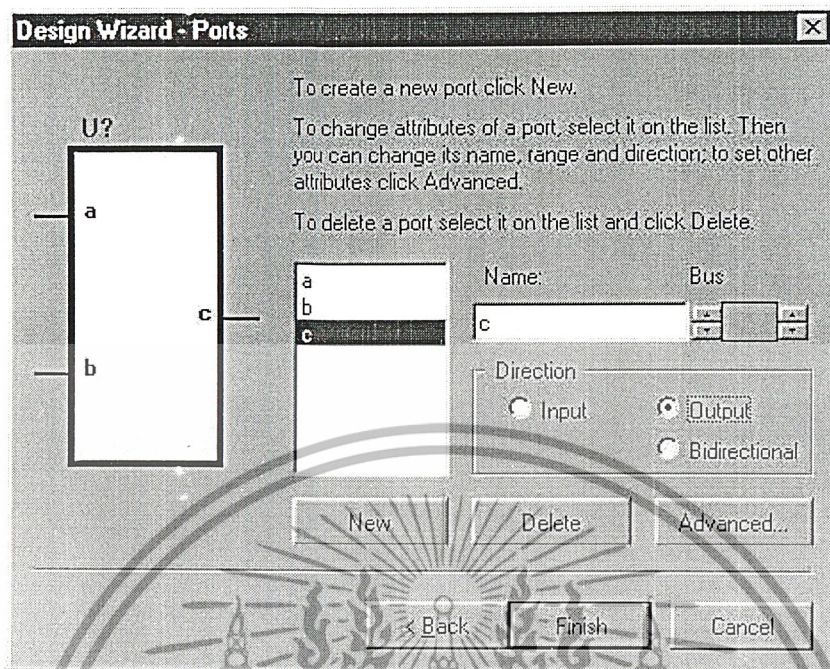 Design Wizard - Ports
To create a new port click New.
U?
To change attributes of a port, select it on the list. Then
you can change its name, range and direction; to set other
attributes click Advanced.
a
To delete a port select it on the list and click Delete.
a
b
c
Name:
Bus
c
c
b
Direction
Input
Output
Bidirectional
New
Delete
Advanced...
< Back
Finish
Cancel